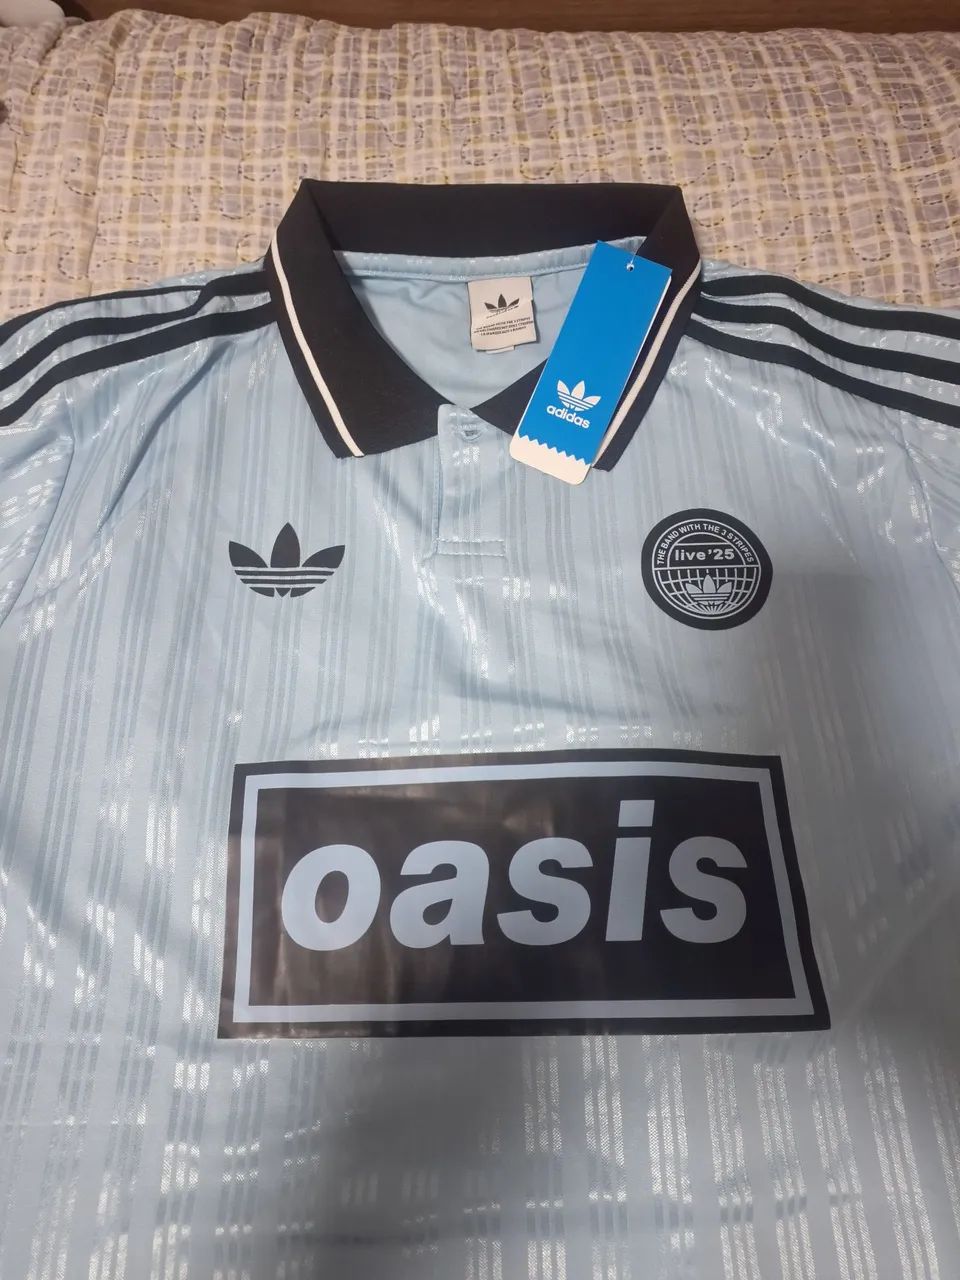 adidas
THE BAND WITH THE 3 STRIPES
live '25
oasis